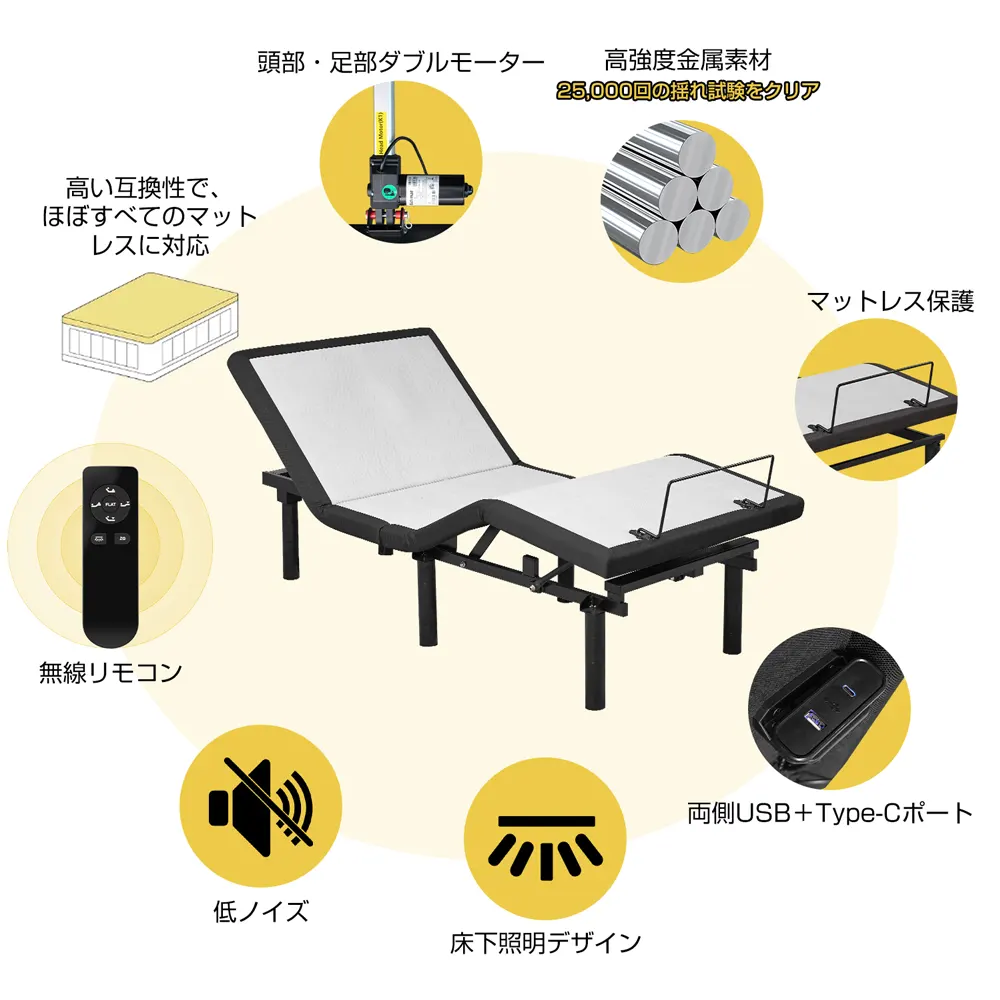 頭部・足部ダブルモーター
高強度金属素材
25,000回の揺れ試験をクリア
Head Motor(K1)
高い互換性で、
ほぼすべてのマット
レスに対応
マットレス保護
FLAT
ZG
無線リモコン
両側USB＋Type-Cポート
低ノイズ
床下照明デザイン